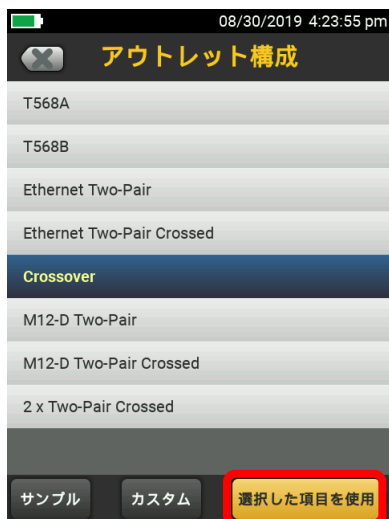 08/30/2019 4:23:55 pm
アウトレット構成
T568A
T568B
Ethernet Two-Pair
Ethernet Two-Pair Crossed
Crossover
M12-D Two-Pair
M12-D Two-Pair Crossed
2 x Two-Pair Crossed
サンプル カスタム 選択した項目を使用